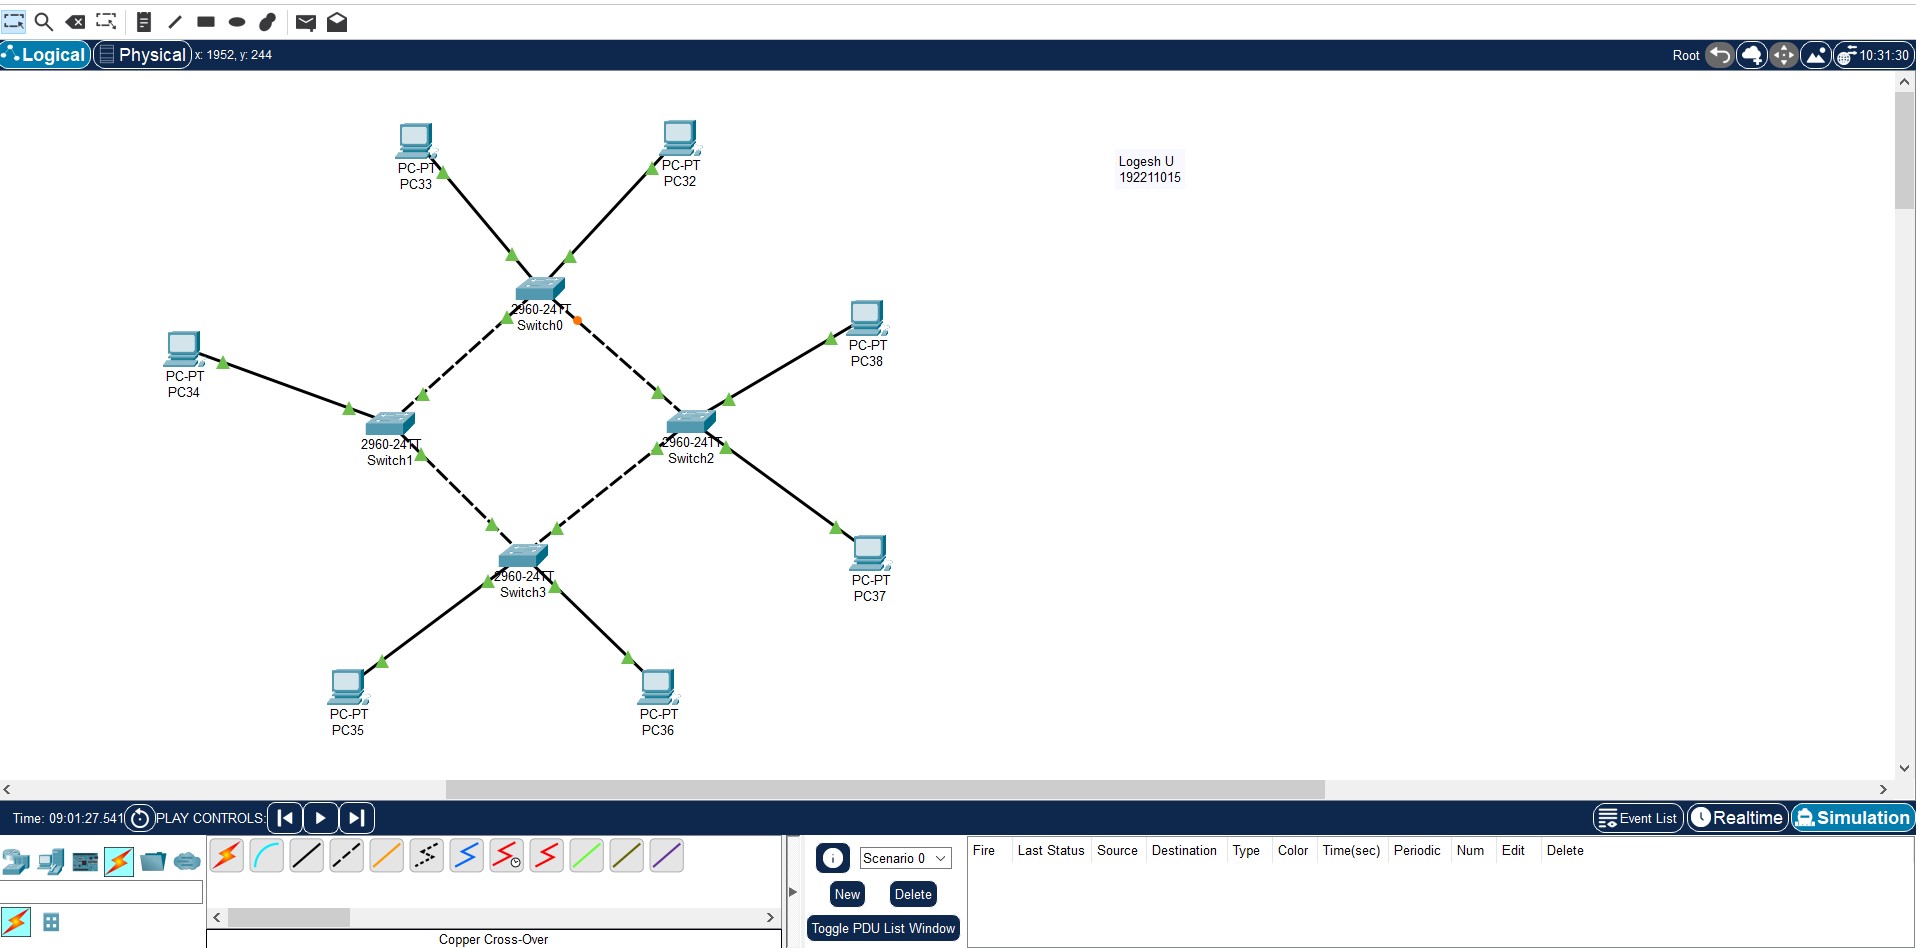 Logical
Physical
x: 1952, y: 244
Root
10:31:30
PC-PT
PC33
PC-PT
PC32
Logesh U
192211015
2960-24TT
Switch0
PC-PT
PC38
PC-PT
PC34
2960-24TT
Switch1
2960-24TT
Switch2
PC-PT
PC37
2960-24TT
Switch3
PC-PT
PC35
PC-PT
PC36
Time: 09:01:27.541
PLAY CONTROLS:
Event List
Realtime
Simulation
Scenario 0
New
Delete
Toggle PDU List Window
Fire Last Status Source Destination Type Color Time(sec) Periodic Num Edit Delete
Copper Cross-Over